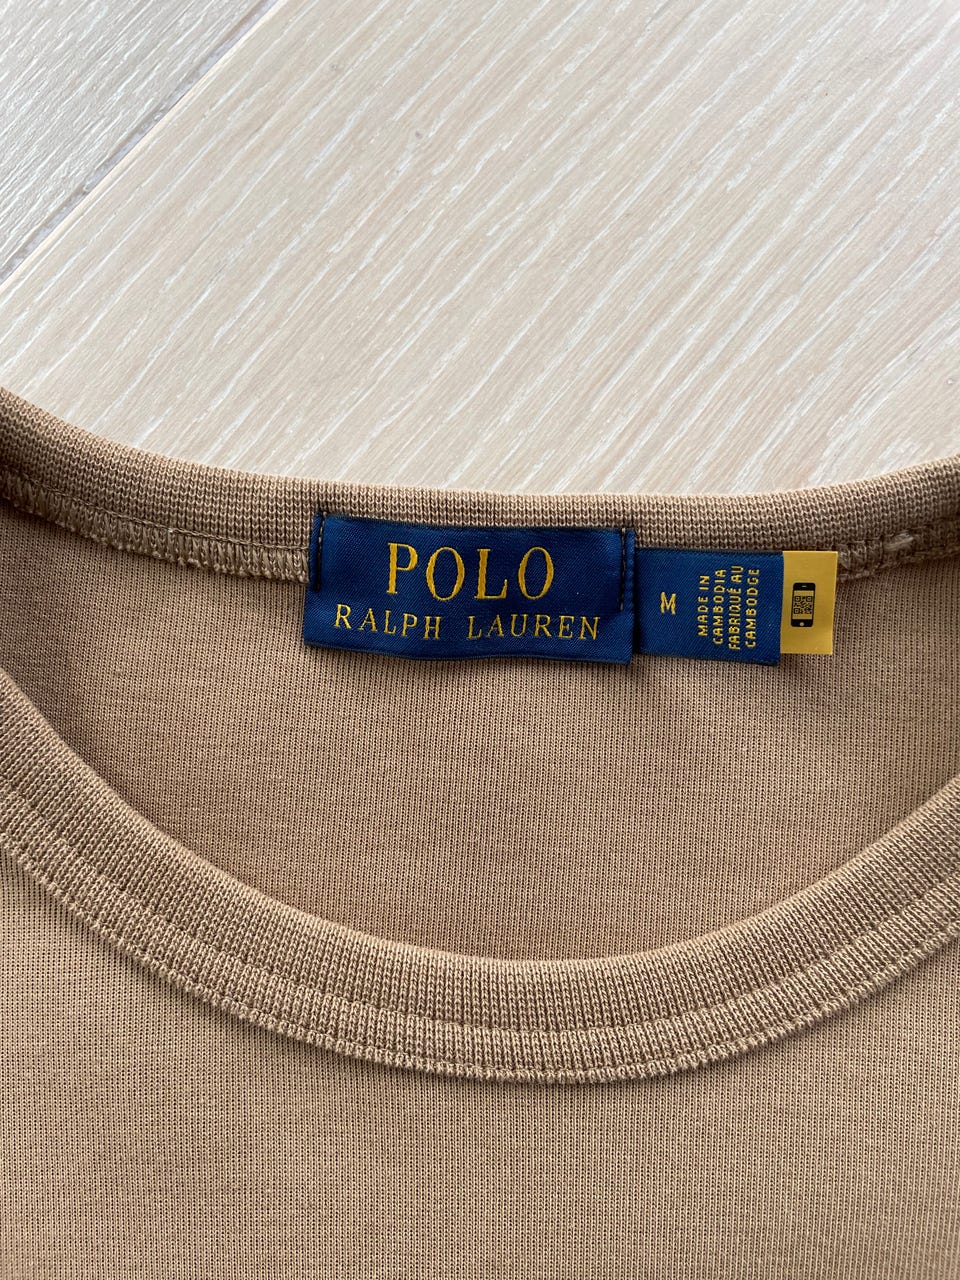 POLO
RALPH LAUREN
M
MADE IN
CAMBODIA
FABRIQUÉ AU
CAMBODGE